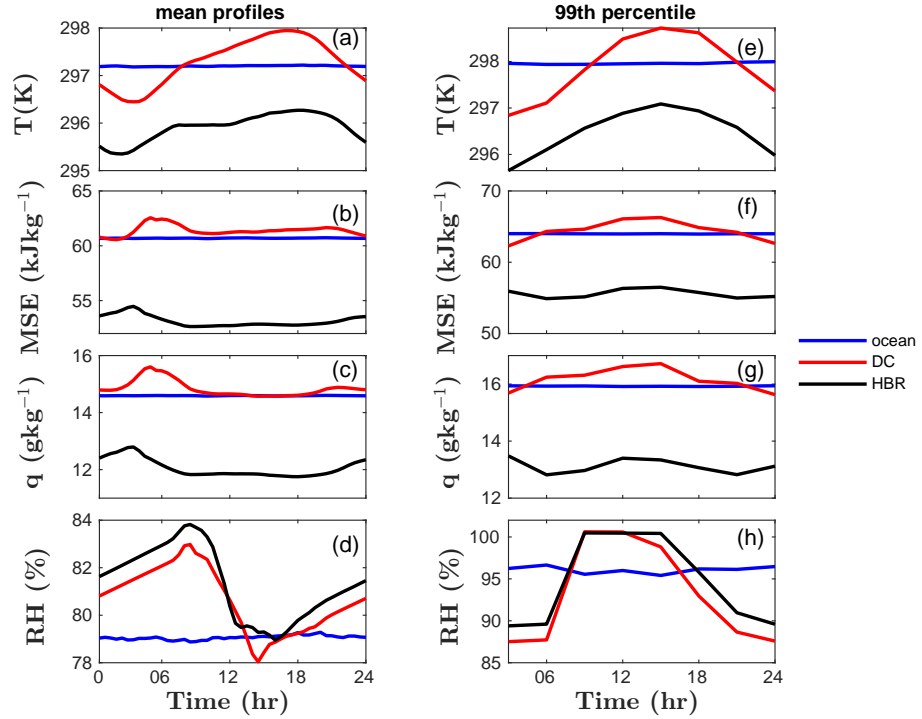 mean profiles
99th percentile
(a)
T(K)
298
297
296
295
(e)
T(K)
298
297
296
(b)
MSE (kJkg⁻¹)
65
60
55
(f)
MSE (kJkg⁻¹)
70
60
50
ocean
DC
HBR
(c)
q (gkg⁻¹)
16
14
12
(g)
q (gkg⁻¹)
18
16
14
12
(d)
RH (%)
84
82
80
78
0
06
12
18
24
Time (hr)
(h)
RH (%)
100
95
90
85
06
12
18
24
Time (hr)